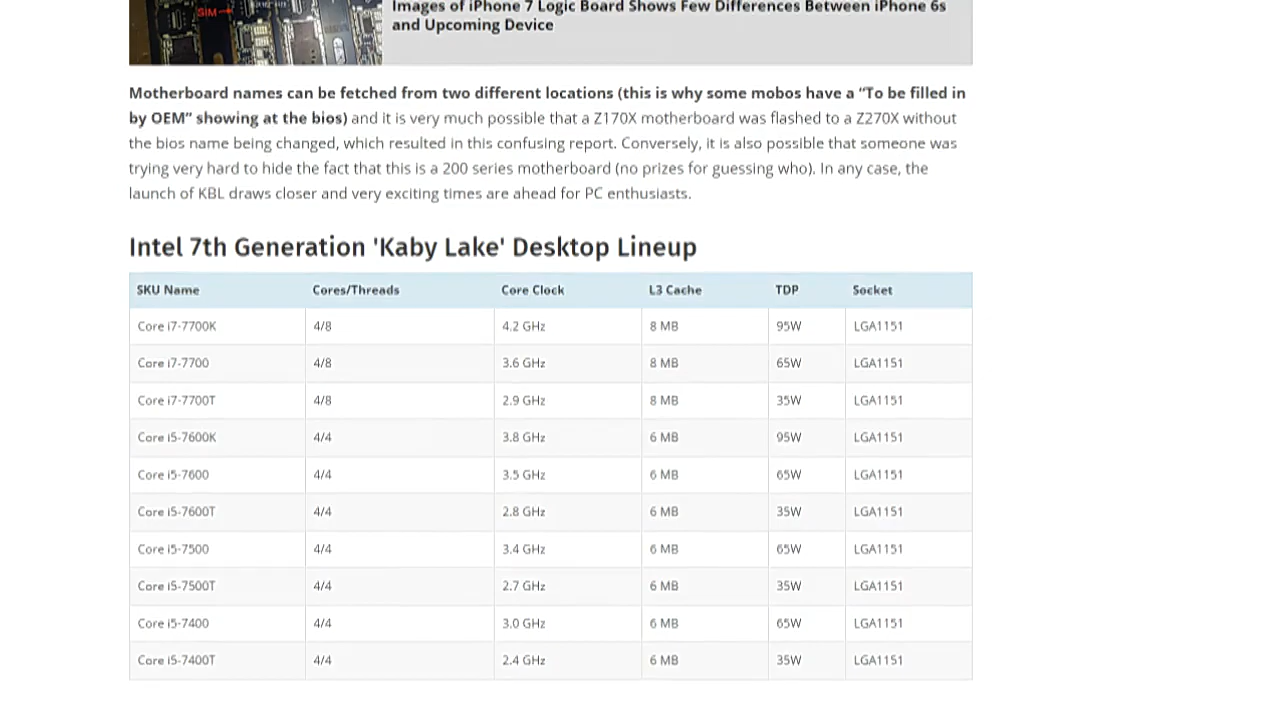 SIM
Images of iPhone 7 Logic Board Shows Few Differences Between iPhone 6s
and Upcoming Device
Motherboard names can be fetched from two different locations (this is why some mobos have a “To be filled in
by OEM” showing at the bios) and it is very much possible that a Z170X motherboard was flashed to a Z270X without
the bios name being changed, which resulted in this confusing report. Conversely, it is also possible that someone was
trying very hard to hide the fact that this is a 200 series motherboard (no prizes for guessing who). In any case, the
launch of KBL draws closer and very exciting times are ahead for PC enthusiasts.
Intel 7th Generation 'Kaby Lake' Desktop Lineup
SKU Name Cores/Threads Core Clock L3 Cache TDP Socket
Core i7-7700K 4/8 4.2 GHz 8 MB 95W LGA1151
Core i7-7700 4/8 3.6 GHz 8 MB 65W LGA1151
Core i7-7700T 4/8 2.9 GHz 8 MB 35W LGA1151
Core i5-7600K 4/4 3.8 GHz 6 MB 95W LGA1151
Core i5-7600 4/4 3.5 GHz 6 MB 65W LGA1151
Core i5-7600T 4/4 2.8 GHz 6 MB 35W LGA1151
Core i5-7500 4/4 3.4 GHz 6 MB 65W LGA1151
Core i5-7500T 4/4 2.7 GHz 6 MB 35W LGA1151
Core i5-7400 4/4 3.0 GHz 6 MB 65W LGA1151
Core i5-7400T 4/4 2.4 GHz 6 MB 35W LGA1151